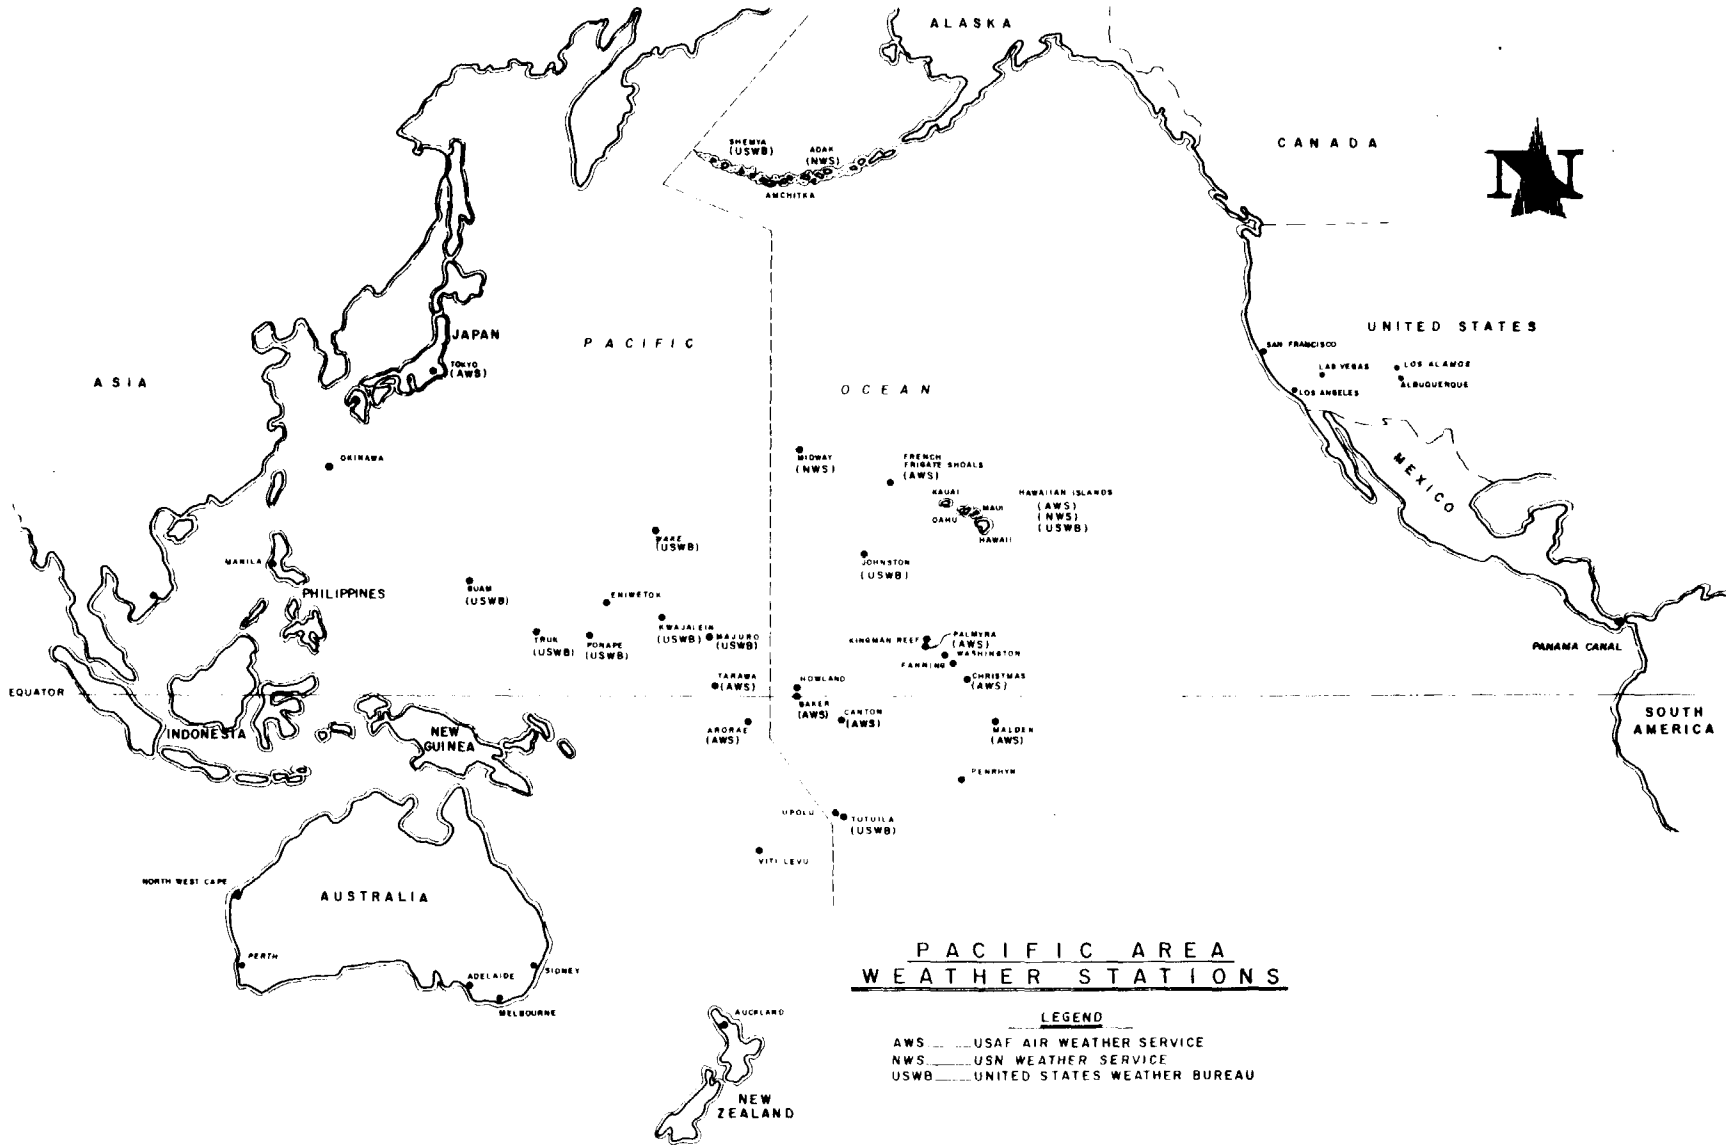 ALASKA
CANADA
N
SHEMYA
(USWB)
ADAK
(NWS)
AMCHITKA
UNITED STATES
JAPAN
TOKYO
(AWS)
PACIFIC
OCEAN
ASIA
SAN FRANCISCO
LAS VEGAS
LOS ALAMOS
ALBUQUERQUE
LOS ANGELES
MEXICO
OKINAWA
MIDWAY
(NWS)
FRENCH
FRIGATE SHOALS
(AWS)
KAUAI
OAHU
MAUI
HAWAII
HAWAIIAN ISLANDS
(AWS)
(NWS)
(USWB)
WAKE
(USWB)
JOHNSTON
(USWB)
MANILA
PHILIPPINES
GUAM
(USWB)
ENIWETOK
KWAJALEIN
(USWB)
MAJURO
(USWB)
TRUK
(USWB)
PONAPE
(USWB)
KINGMAN REEF
PALMYRA
(AWS)
WASHINGTON
FANNING
CHRISTMAS
(AWS)
PANAMA CANAL
EQUATOR
TARAWA
(AWS)
HOWLAND
BAKER
(AWS)
CANTON
(AWS)
ARORAE
(AWS)
MALDEN
(AWS)
SOUTH
AMERICA
INDONESIA
NEW
GUINEA
PENRHYN
UPOLU
TUTUILA
(USWB)
VITI LEVU
NORTH WEST CAPE
AUSTRALIA
PERTH
ADELAIDE
SIDNEY
MELBOURNE
AUCKLAND
NEW
ZEALAND
PACIFIC AREA
WEATHER STATIONS
LEGEND
AWS USAF AIR WEATHER SERVICE
NWS USN WEATHER SERVICE
USWB UNITED STATES WEATHER BUREAU